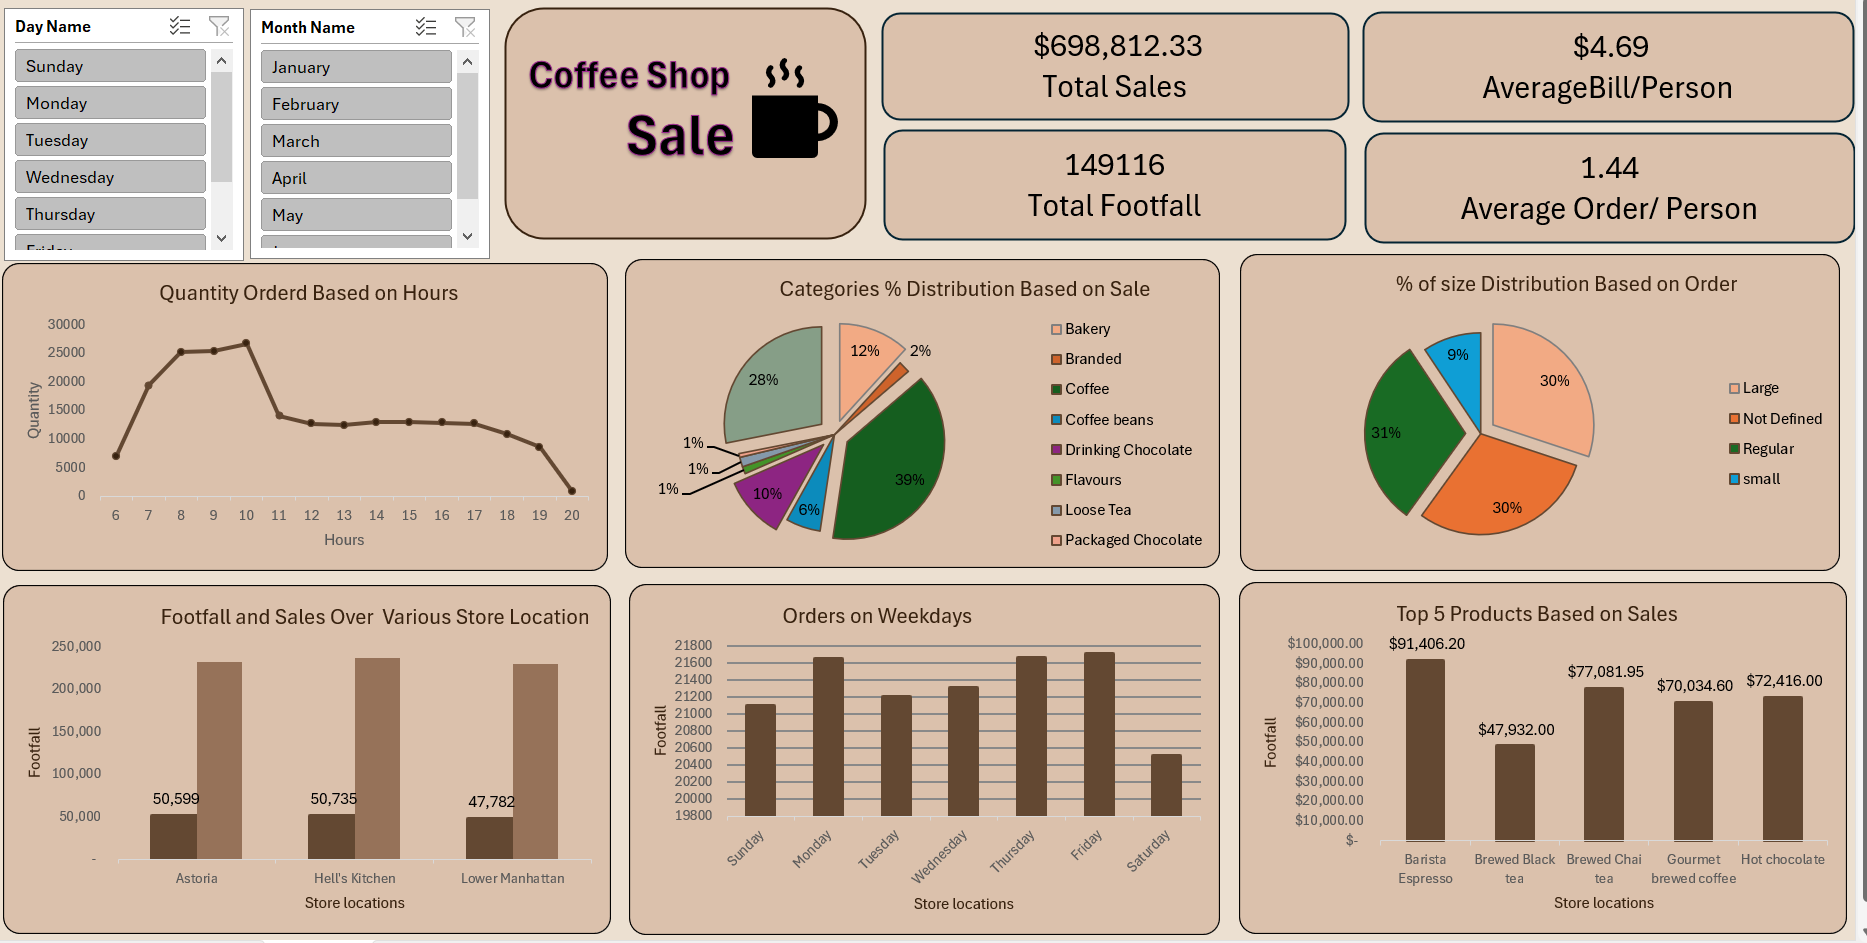 Day Name
Sunday
Monday
Tuesday
Wednesday
Thursday
Friday
Month Name
January
February
March
April
May
Coffee Shop
Sale
$698,812.33
Total Sales
$4.69
AverageBill/Person
149116
Total Footfall
1.44
Average Order/ Person
Quantity Orderd Based on Hours
30000
25000
20000
15000
10000
5000
0
Quantity
6 7 8 9 10 11 12 13 14 15 16 17 18 19 20
Hours
Categories % Distribution Based on Sale
12%
2%
28%
39%
1%
1%
1%
10%
6%
Bakery
Branded
Coffee
Coffee beans
Drinking Chocolate
Flavours
Loose Tea
Packaged Chocolate
% of size Distribution Based on Order
9%
30%
31%
30%
Large
Not Defined
Regular
small
Footfall and Sales Over  Various Store Location
250,000
200,000
150,000
100,000
50,000
-
Footfall
50,599
50,735
47,782
Astoria
Hell's Kitchen
Lower Manhattan
Store locations
Orders on Weekdays
21800
21600
21400
21200
21000
20800
20600
20400
20200
20000
19800
Footfall
Sunday
Monday
Tuesday
Wednesday
Thursday
Friday
Saturday
Store locations
Top 5 Products Based on Sales
$100,000.00
$90,000.00
$80,000.00
$70,000.00
$60,000.00
$50,000.00
$40,000.00
$30,000.00
$20,000.00
$10,000.00
$-
Footfall
$91,406.20
$47,932.00
$77,081.95
$70,034.60
$72,416.00
Barista
Espresso
Brewed Black
tea
Brewed Chai
tea
Gourmet
brewed coffee
Hot chocolate
Store locations